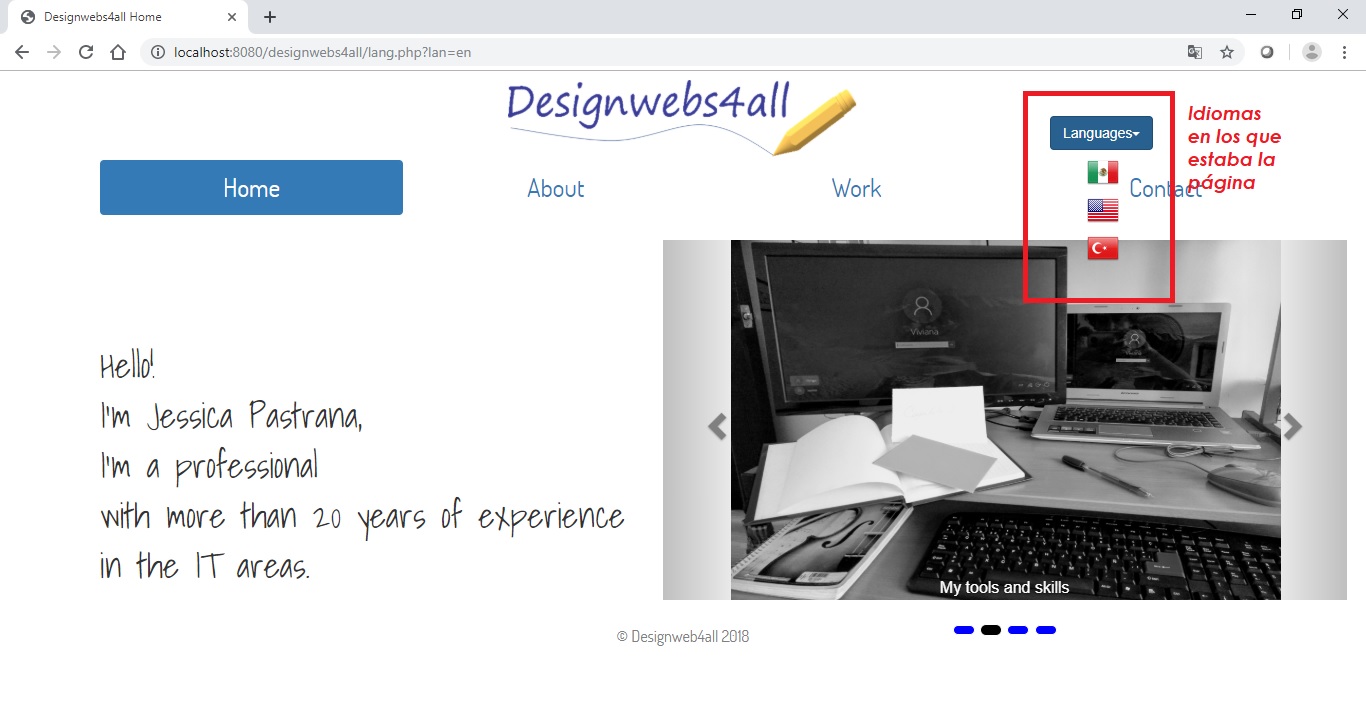 Designwebs4all Home
localhost:8080/designwebs4all/lang.php?lan=en
Designwebs4all
Languages
Idiomas
en los que
estaba la
página
Home
About
Work
Contact
Hello!
I'm Jessica Pastrana,
I'm a professional
with more than 20 years of experience
in the IT areas.
Viviana
My tools and skills
© Designweb4all 2018